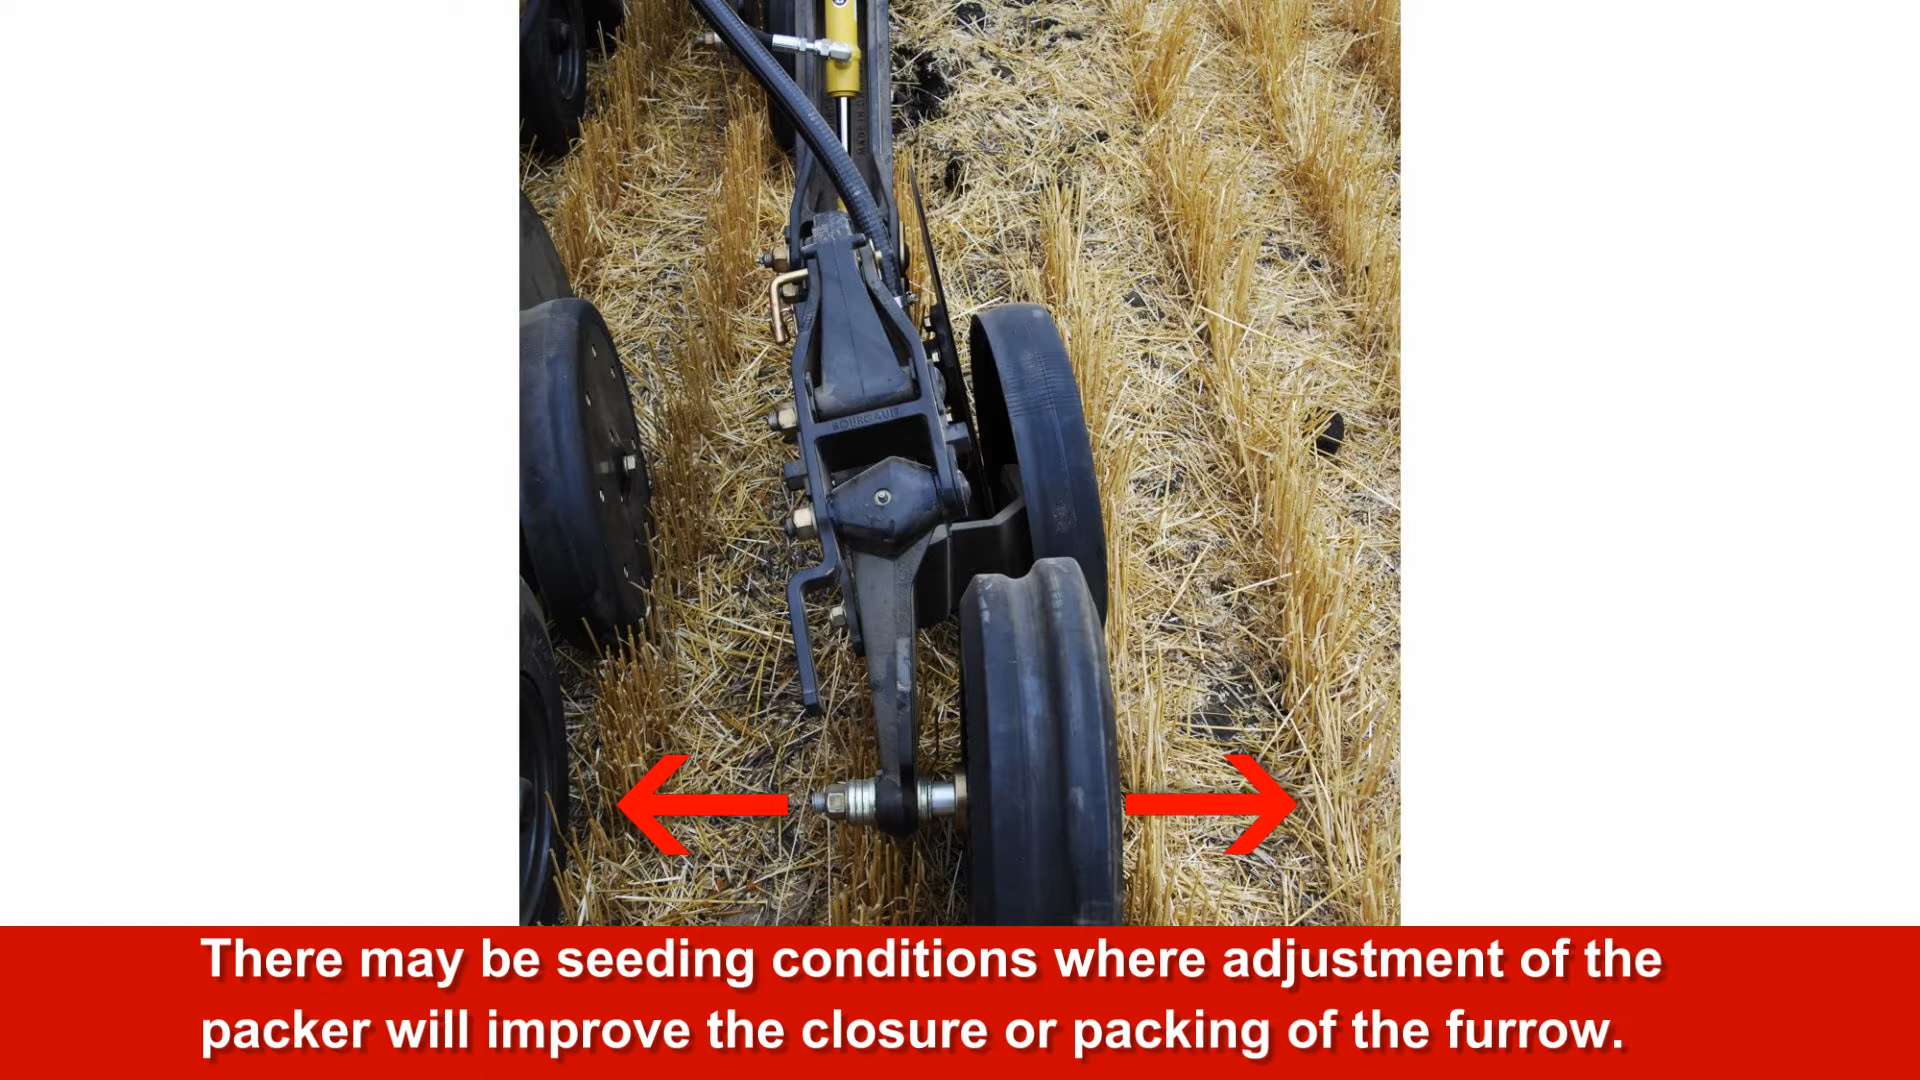 BOURGAULT
There may be seeding conditions where adjustment of the
packer will improve the closure or packing of the furrow.